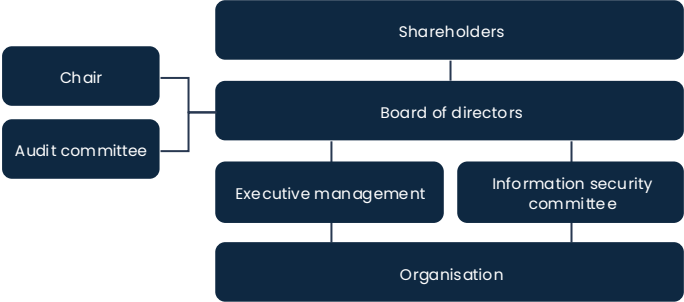 Shareholders
Chair
Board of directors
Audit committee
Executive management
Information security
committee
Organisation